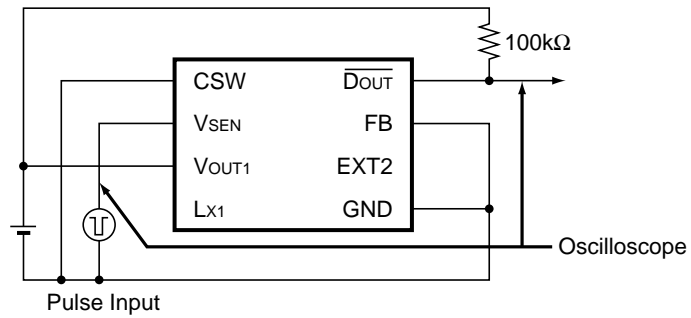 100kΩ
CSW
DOUT
VSEN
FB
VOUT1
EXT2
LX1
GND
Oscilloscope
Pulse Input